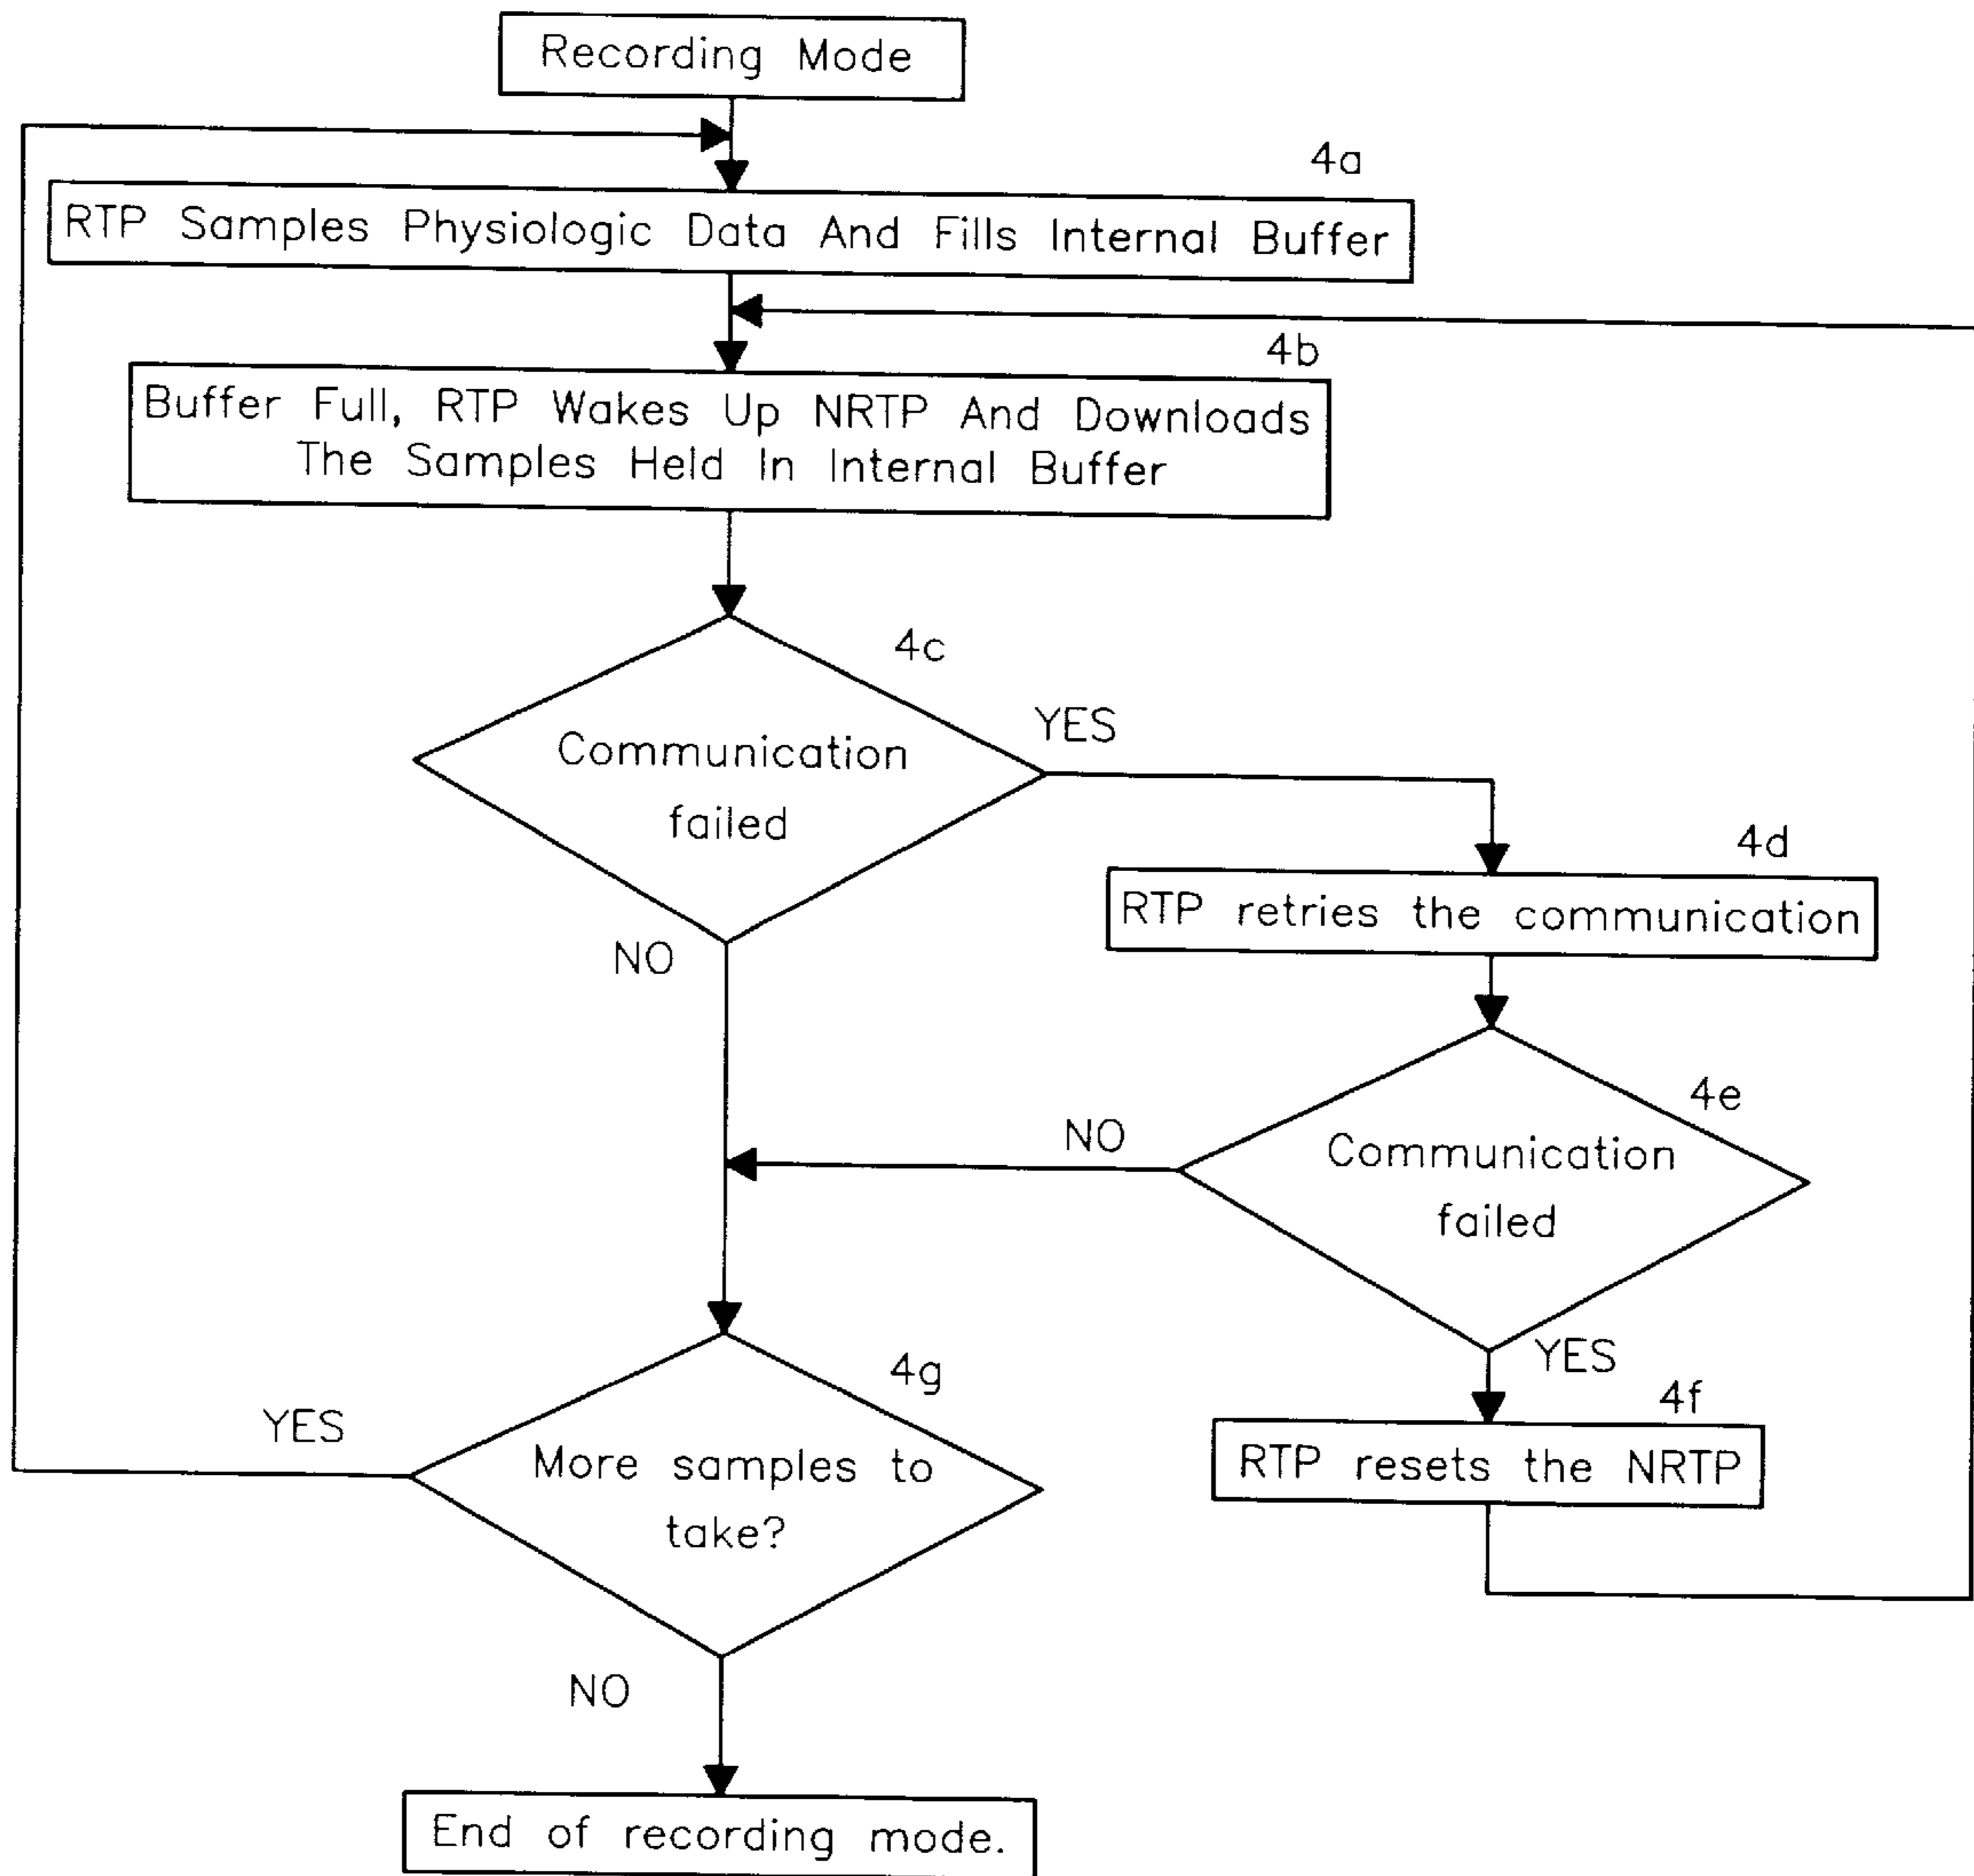 Recording Mode
4a
RTP Samples Physiologic Data And Fills Internal Buffer
4b
Buffer Full, RTP Wakes Up NRTP And Downloads
The Samples Held In Internal Buffer
4c
Communication
failed
YES
NO
4d
RTP retries the communication
4e
Communication
failed
NO
YES
4f
RTP resets the NRTP
4g
More samples to
take?
YES
NO
End of recording mode.